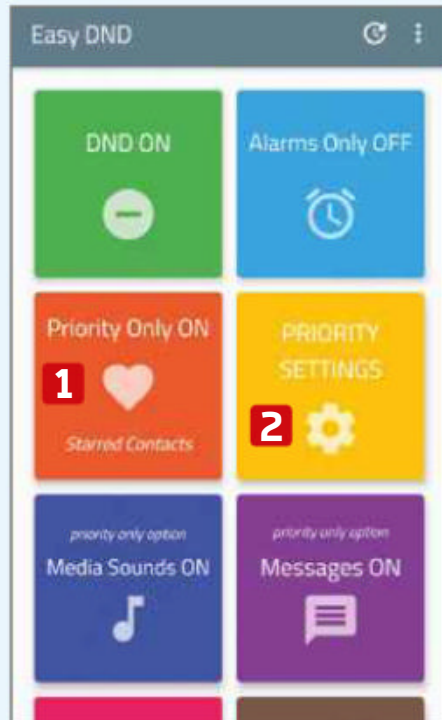 Easy DND
DND ON
Alarms Only OFF
Priority Only ON
1
Starred Contacts
PRIORITY
SETTINGS
2
priority only option
Media Sounds ON
priority only option
Messages ON